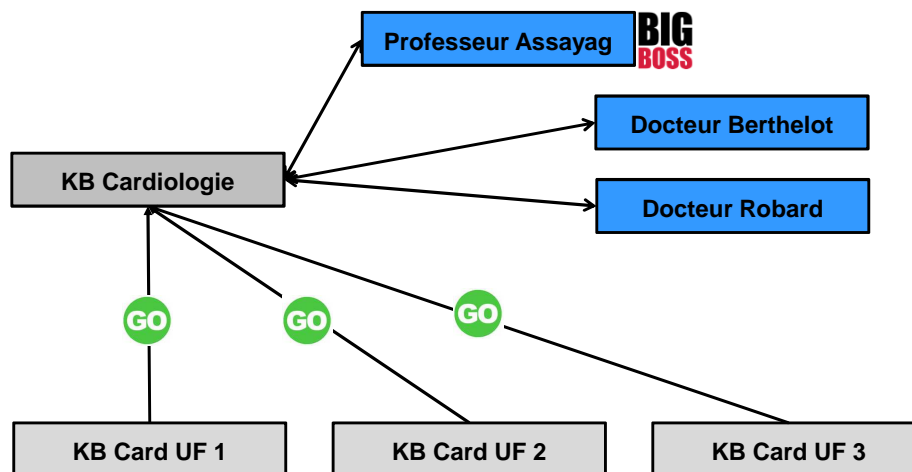 Professeur Assayag
BIG
BOSS
Docteur Berthelot
KB Cardiologie
Docteur Robard
GO
GO
GO
KB Card UF 1
KB Card UF 2
KB Card UF 3